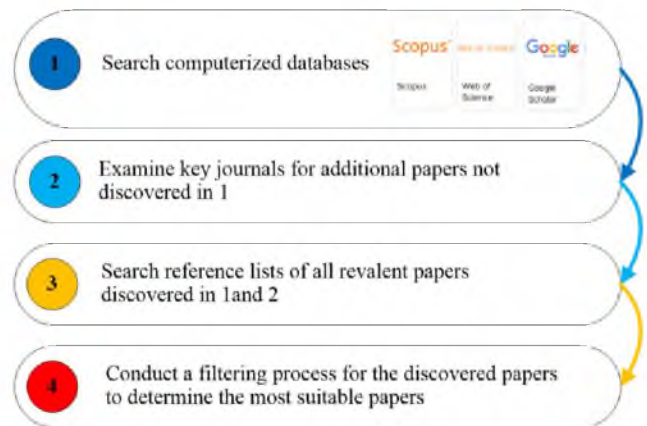 1
Search computerized databases
Scopus
Google
Scopus
Web of
Science
Google
Scholar
2
Examine key journals for additional papers not
discovered in 1
3
Search reference lists of all revalent papers
discovered in 1and 2
4
Conduct a filtering process for the discovered papers
to determine the most suitable papers